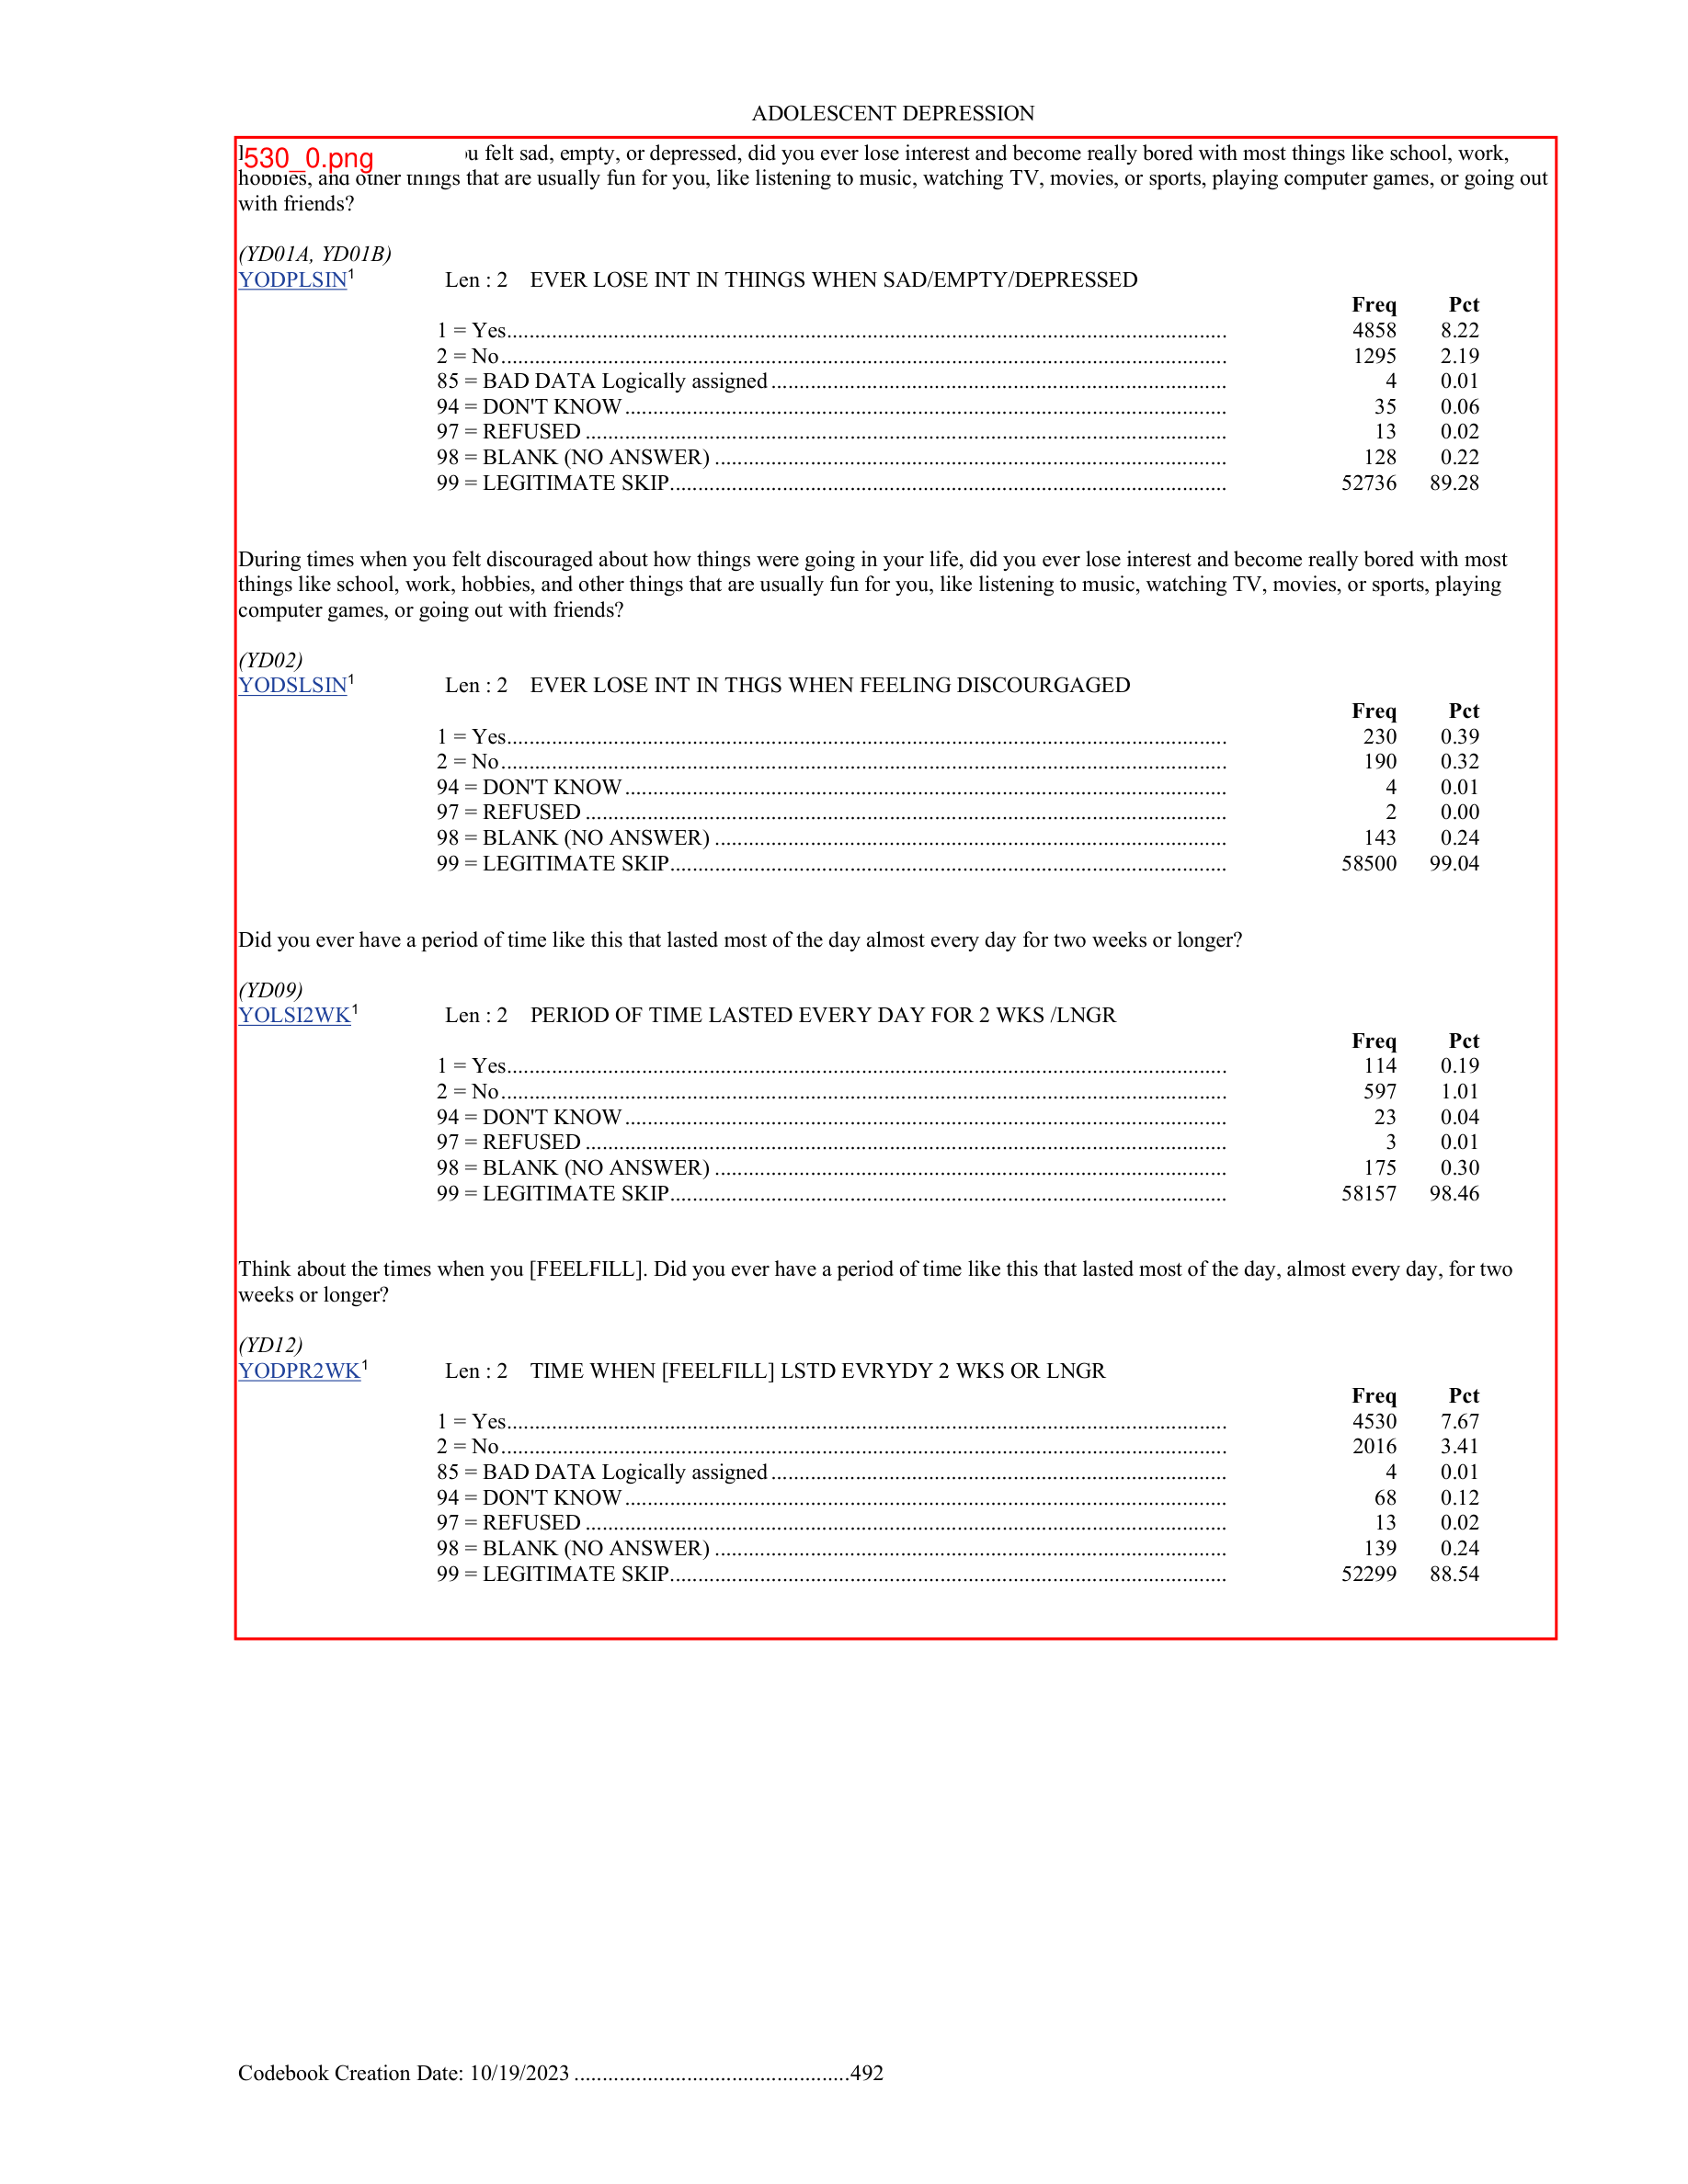 ADOLESCENT DEPRESSION
530_0.png felt sad, empty, or depressed, did you ever lose interest and become really bored with most things like school, work,
hobbies, and other things that are usually fun for you, like listening to music, watching TV, movies, or sports, playing computer games, or going out
with friends?
(YD01A, YD01B)
YODPLSIN1 Len : 2 EVER LOSE INT IN THINGS WHEN SAD/EMPTY/DEPRESSED
Freq Pct
1 = Yes 4858 8.22
2 = No 1295 2.19
85 = BAD DATA Logically assigned 4 0.01
94 = DON'T KNOW 35 0.06
97 = REFUSED 13 0.02
98 = BLANK (NO ANSWER) 128 0.22
99 = LEGITIMATE SKIP 52736 89.28
During times when you felt discouraged about how things were going in your life, did you ever lose interest and become really bored with most
things like school, work, hobbies, and other things that are usually fun for you, like listening to music, watching TV, movies, or sports, playing
computer games, or going out with friends?
(YD02)
YODSLSIN1 Len : 2 EVER LOSE INT IN THGS WHEN FEELING DISCOURGAGED
Freq Pct
1 = Yes 230 0.39
2 = No 190 0.32
94 = DON'T KNOW 4 0.01
97 = REFUSED 2 0.00
98 = BLANK (NO ANSWER) 143 0.24
99 = LEGITIMATE SKIP 58500 99.04
Did you ever have a period of time like this that lasted most of the day almost every day for two weeks or longer?
(YD09)
YOLSI2WK1 Len : 2 PERIOD OF TIME LASTED EVERY DAY FOR 2 WKS /LNGR
Freq Pct
1 = Yes 114 0.19
2 = No 597 1.01
94 = DON'T KNOW 23 0.04
97 = REFUSED 3 0.01
98 = BLANK (NO ANSWER) 175 0.30
99 = LEGITIMATE SKIP 58157 98.46
Think about the times when you [FEELFILL]. Did you ever have a period of time like this that lasted most of the day, almost every day, for two
weeks or longer?
(YD12)
YODPR2WK1 Len : 2 TIME WHEN [FEELFILL] LSTD EVRYDY 2 WKS OR LNGR
Freq Pct
1 = Yes 4530 7.67
2 = No 2016 3.41
85 = BAD DATA Logically assigned 4 0.01
94 = DON'T KNOW 68 0.12
97 = REFUSED 13 0.02
98 = BLANK (NO ANSWER) 139 0.24
99 = LEGITIMATE SKIP 52299 88.54
Codebook Creation Date: 10/19/2023 .................................................492